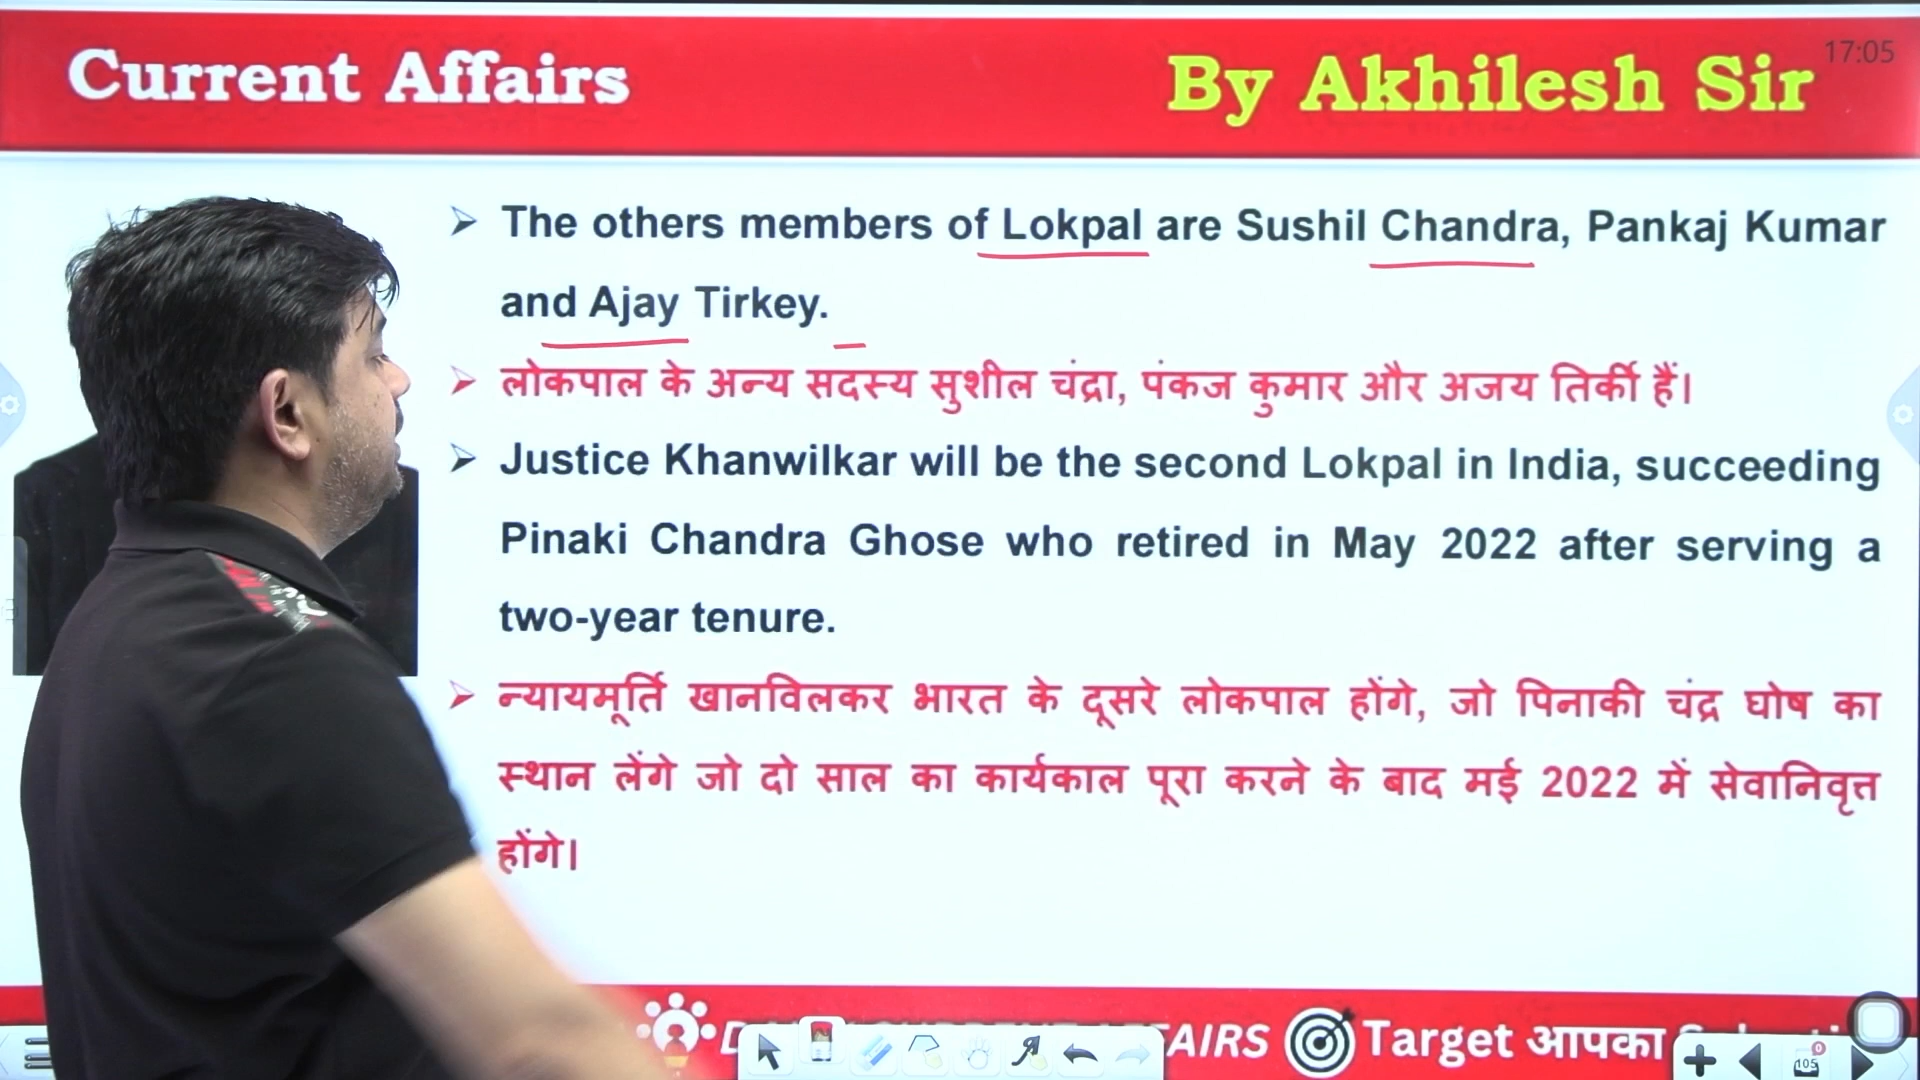 Current Affairs
By Akhilesh Sir
17:05
➢ The others members of Lokpal are Sushil Chandra, Pankaj Kumar
and Ajay Tirkey.
➢ लोकपाल के अन्य सदस्य सुशील चंद्रा, पंकज कुमार और अजय तिर्की हैं।
➢ Justice Khanwilkar will be the second Lokpal in India, succeeding
Pinaki Chandra Ghose who retired in May 2022 after serving a
two-year tenure.
➢ न्यायमूर्ति खानविलकर भारत के दूसरे लोकपाल होंगे, जो पिनाकी चंद्र घोष का
स्थान लेंगे जो दो साल का कार्यकाल पूरा करने के बाद मई 2022 में सेवानिवृत्त
होंगे।
AIRS Target आपका
105
0